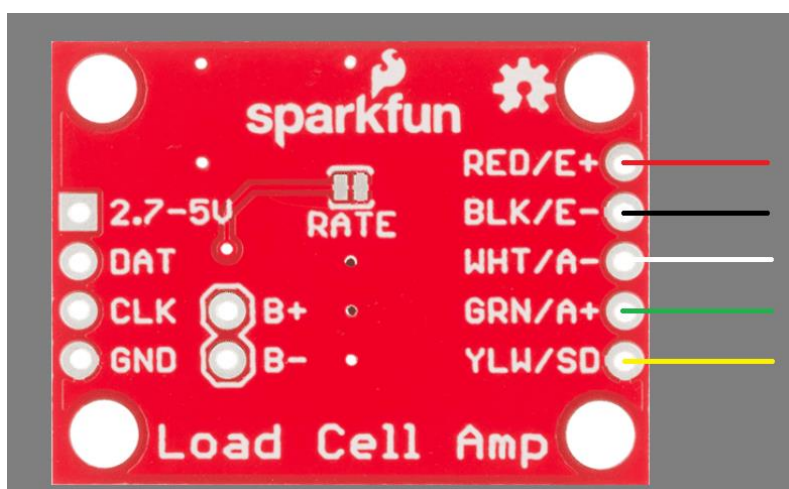 sparkfun
RED/E+
2.7-5V
RATE
BLK/E-
DAT
WHT/A-
CLK
B+
GRN/A+
GND
B-
YLW/SD
Load Cell Amp